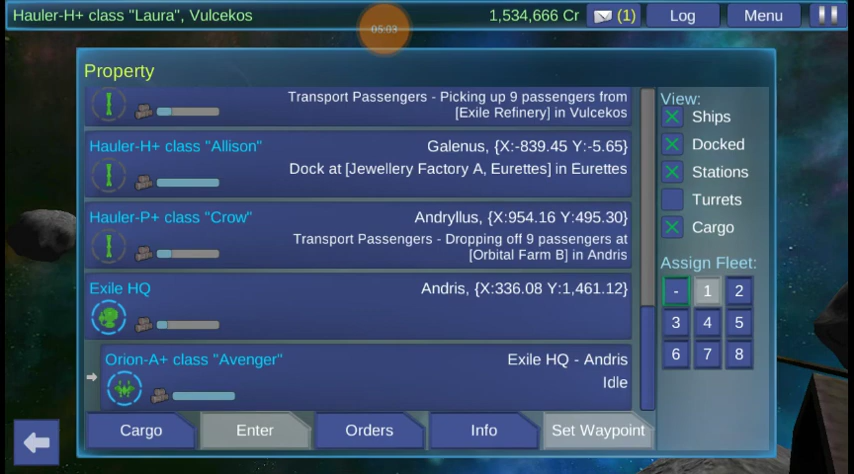 Hauler-H+ class "Laura", Vulcekos
1,534,666 Cr
(1)
Log
Menu
05:03
Property
Transport Passengers - Picking up 9 passengers from
[Exile Refinery] in Vulcekos
Hauler-H+ class "Allison"
Galenus, {X:-839.45 Y:-5.65}
Dock at [Jewellery Factory A, Eurettes] in Eurettes
Hauler-P+ class "Crow"
Andryllus, {X:954.16 Y:495.30}
Transport Passengers - Dropping off 9 passengers at
[Orbital Farm B] in Andris
Exile HQ
Andris, {X:336.08 Y:1,461.12}
Orion-A+ class "Avenger"
Exile HQ - Andris
Idle
View:
Ships
Docked
Stations
Turrets
Cargo
Assign Fleet:
- 1 2
3 4 5
6 7 8
Cargo
Enter
Orders
Info
Set Waypoint